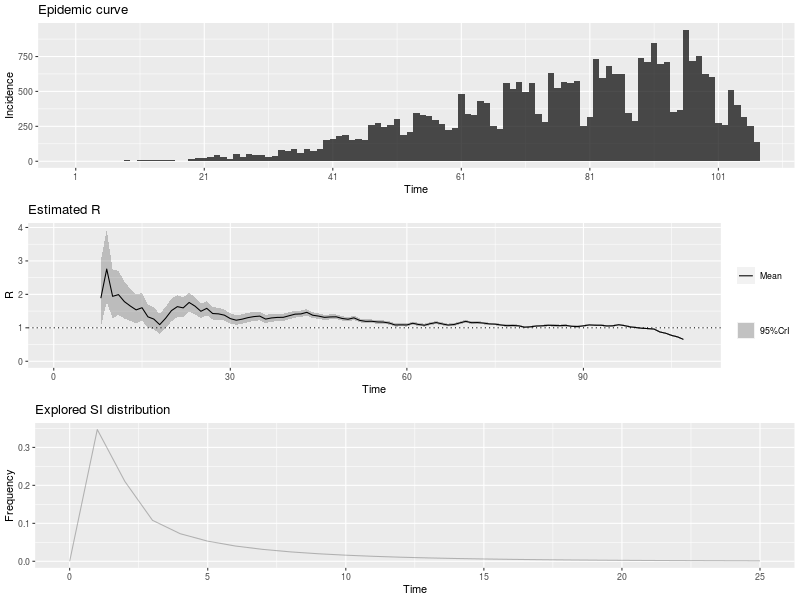 Epidemic curve
750
500
250
0
Incidence
1 21 41 61 81 101
Time
Estimated R
4
3
2
1
0
R
0 30 60 90
Time
Mean
95%CrI
Explored SI distribution
0.3
0.2
0.1
0.0
Frequency
0 5 10 15 20 25
Time